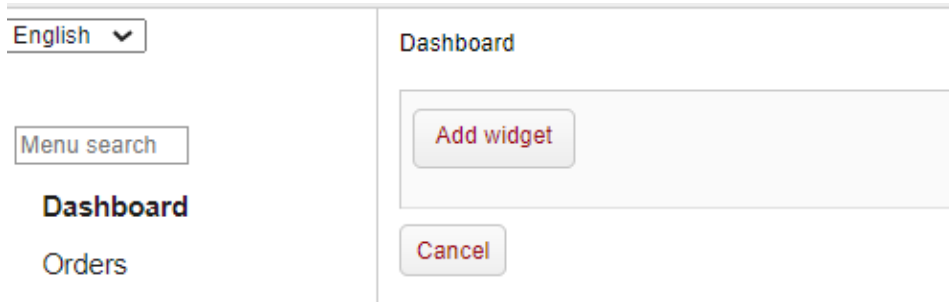 English
Menu search
Dashboard
Orders
Dashboard
Add widget
Cancel